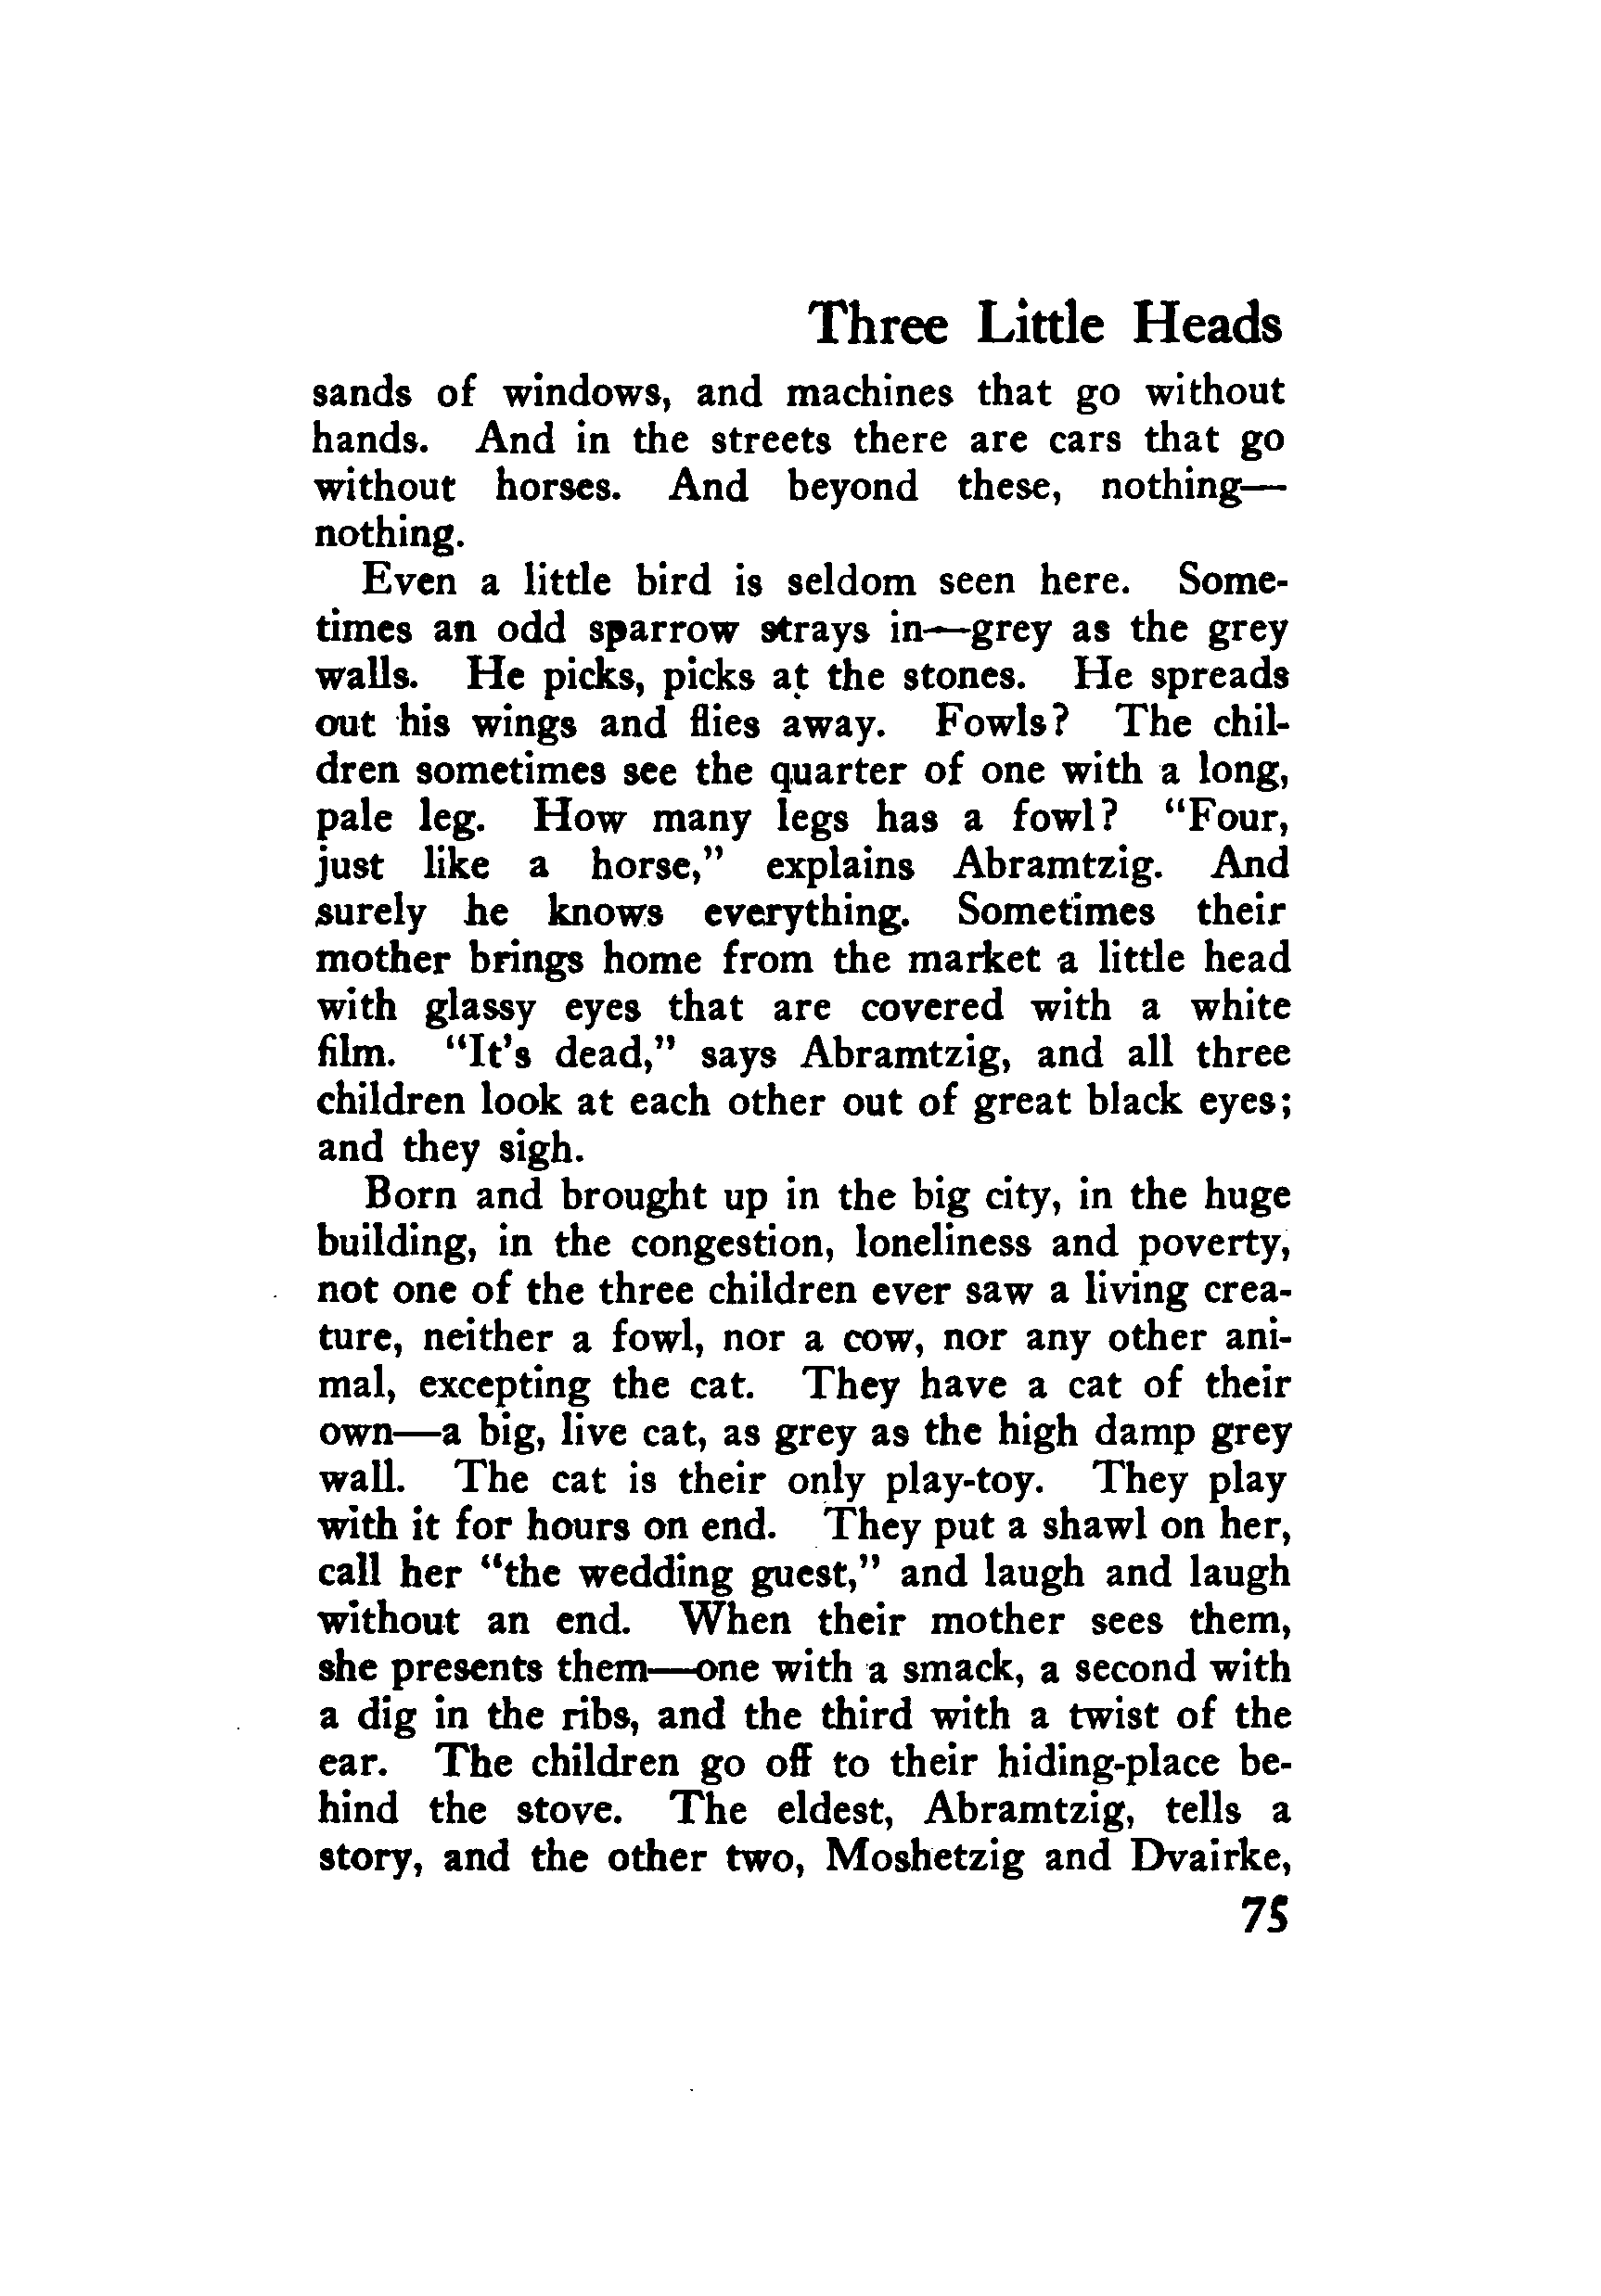 Three Little Heads
sands of windows, and machines that go without
hands. And in the streets there are cars that go
without horses. And beyond these, nothing—
nothing.
Even a little bird is seldom seen here. Some-
times an odd sparrow strays in—grey as the grey
walls. He picks, picks at the stones. He spreads
out his wings and flies away. Fowls? The chil-
dren sometimes see the quarter of one with a long,
pale leg. How many legs has a fowl? "Four,
just like a horse," explains Abramtzig. And
surely he knows everything. Sometimes their
mother brings home from the market a little head
with glassy eyes that are covered with a white
film. "It's dead," says Abramtzig, and all three
children look at each other out of great black eyes;
and they sigh.
Born and brought up in the big city, in the huge
building, in the congestion, loneliness and poverty,
not one of the three children ever saw a living crea-
ture, neither a fowl, nor a cow, nor any other ani-
mal, excepting the cat. They have a cat of their
own—a big, live cat, as grey as the high damp grey
wall. The cat is their only play-toy. They play
with it for hours on end. They put a shawl on her,
call her "the wedding guest," and laugh and laugh
without an end. When their mother sees them,
she presents them—one with a smack, a second with
a dig in the ribs, and the third with a twist of the
ear. The children go off to their hiding-place be-
hind the stove. The eldest, Abramtzig, tells a
story, and the other two, Moshetzig and Dvairke,
75